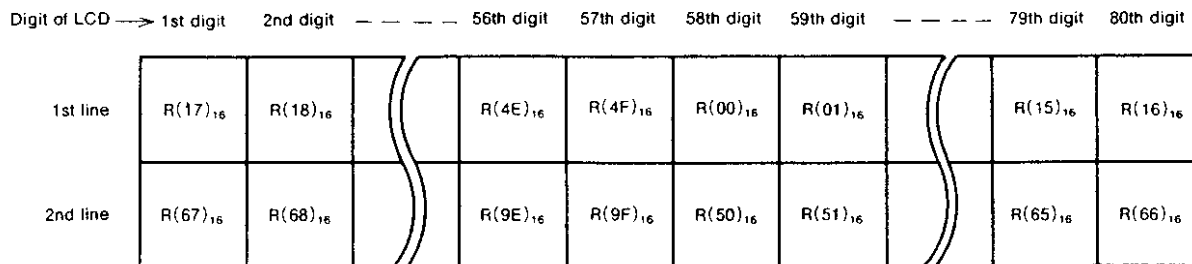 Digit of LCD → 1st digit 2nd digit — — — — 56th digit 57th digit 58th digit 59th digit — — — — 79th digit 80th digit
1st line R(17)₁₆ R(18)₁₆ R(4E)₁₆ R(4F)₁₆ R(00)₁₆ R(01)₁₆ R(15)₁₆ R(16)₁₆
2nd line R(67)₁₆ R(68)₁₆ R(9E)₁₆ R(9F)₁₆ R(50)₁₆ R(51)₁₆ R(65)₁₆ R(66)₁₆